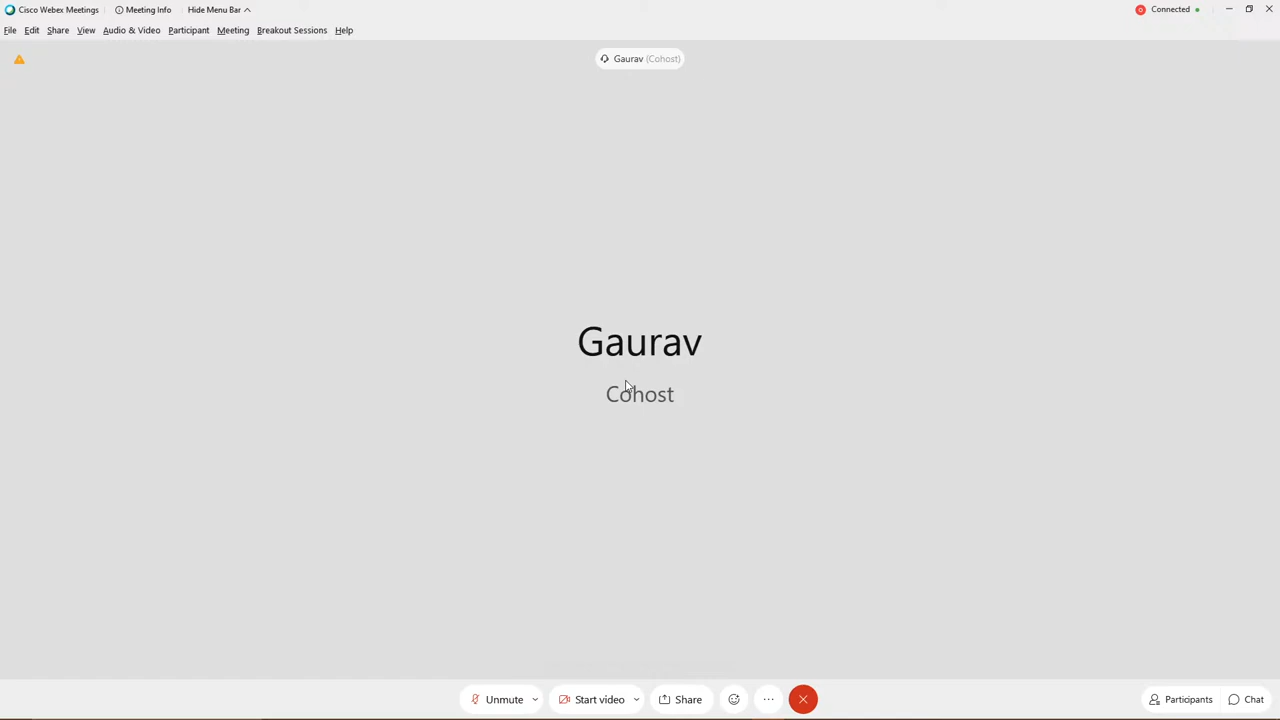 Cisco Webex Meetings Meeting Info Hide Menu Bar Connected
File Edit Share View Audio & Video Participant Meeting Breakout Sessions Help
Gaurav (Cohost)
Gaurav
Cohost
Unmute Start video Share Participants Chat